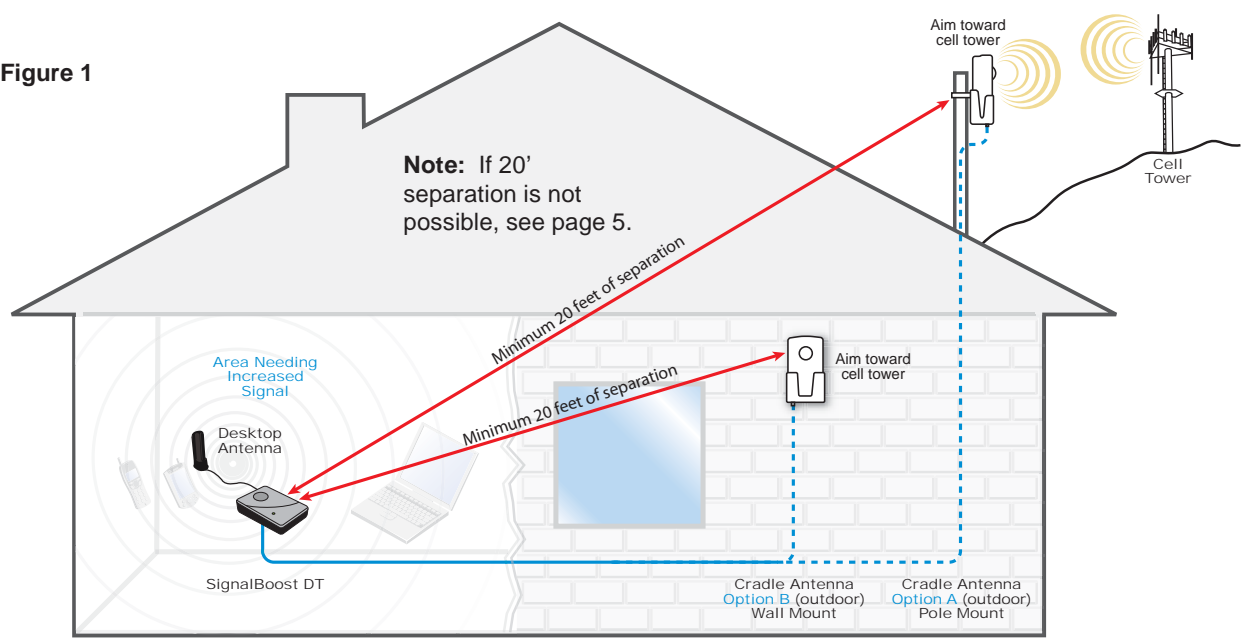 Figure 1
Aim toward
cell tower
Cell
Tower
Note: If 20'
separation is not
possible, see page 5.
Minimum 20 feet of separation
Minimum 20 feet of separation
Area Needing
Increased
Signal
Aim toward
cell tower
Desktop
Antenna
SignalBoost DT
Cradle Antenna
Option B (outdoor)
Wall Mount
Cradle Antenna
Option A (outdoor)
Pole Mount